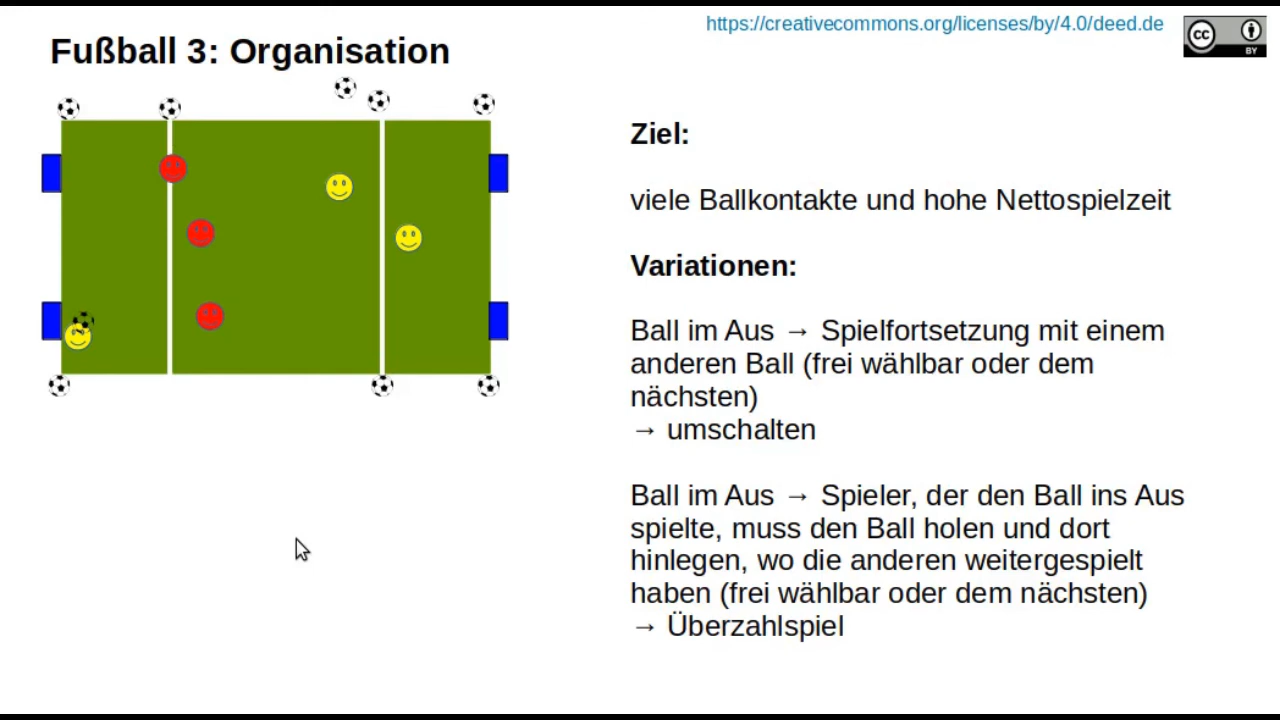 https://creativecommons.org/licenses/by/4.0/deed.de
cc
BY
Fußball 3: Organisation
Ziel:
viele Ballkontakte und hohe Nettospielzeit
Variationen:
Ball im Aus → Spielfortsetzung mit einem
anderen Ball (frei wählbar oder dem
nächsten)
→ umschalten
Ball im Aus → Spieler, der den Ball ins Aus
spielte, muss den Ball holen und dort
hinlegen, wo die anderen weitergespielt
haben (frei wählbar oder dem nächsten)
→ Überzahlspiel